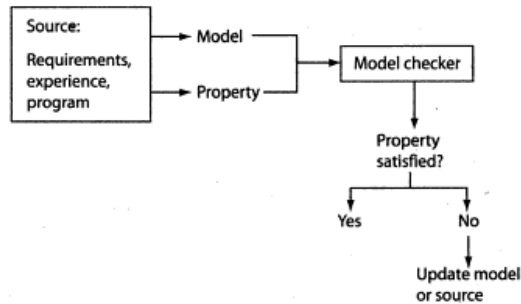 Source:
Requirements,
experience,
program
Model
Property
Model checker
Property
satisfied?
Yes
No
Update model
or source